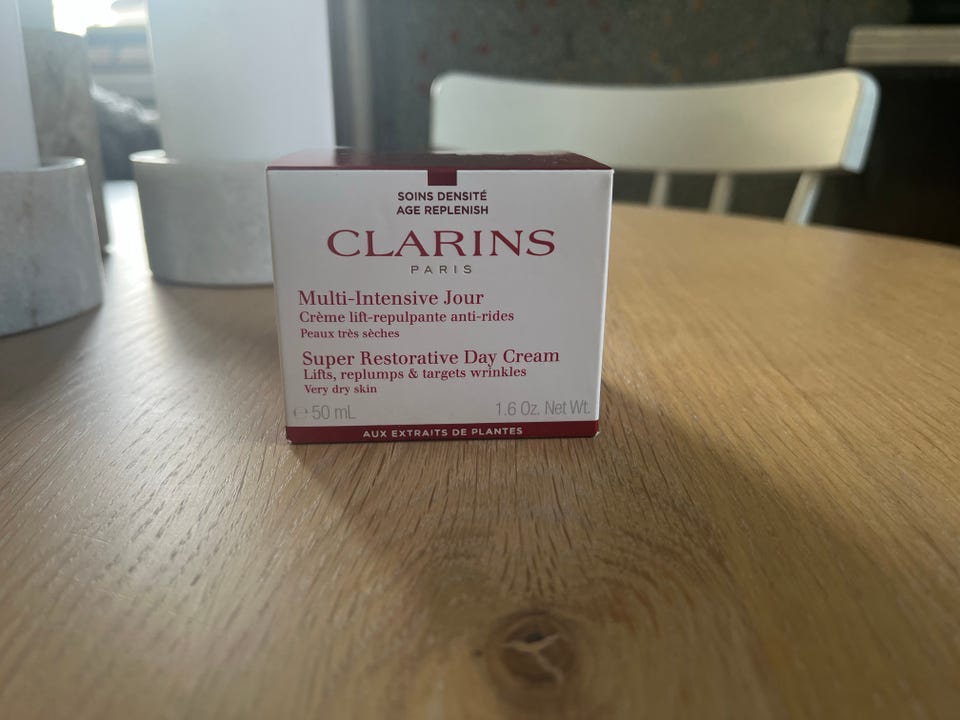 SOINS DENSITÉ
AGE REPLENISH
CLARINS
PARIS
Multi-Intensive Jour
Crème lift-repulpante anti-rides
Peaux très sèches
Super Restorative Day Cream
Lifts, replumps & targets wrinkles
Very dry skin
℮ 50 mL 1.6 Oz. Net Wt.
AUX EXTRAITS DE PLANTES